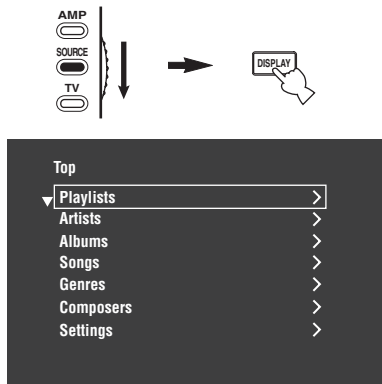 AMP
SOURCE
TV
DISPLAY
Top
Playlists
Artists
Albums
Songs
Genres
Composers
Settings